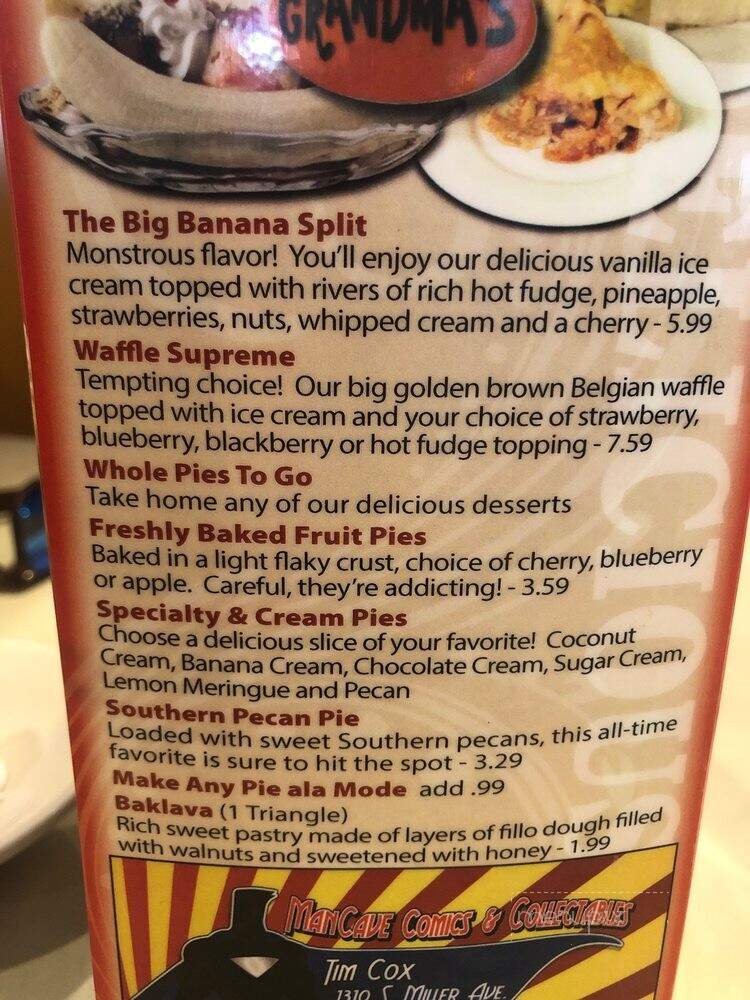 GRANDMA'S
The Big Banana Split
Monstrous flavor! You'll enjoy our delicious vanilla ice
cream topped with rivers of rich hot fudge, pineapple,
strawberries, nuts, whipped cream and a cherry - 5.99
Waffle Supreme
Tempting choice! Our big golden brown Belgian waffle
topped with ice cream and your choice of strawberry,
blueberry, blackberry or hot fudge topping - 7.59
Whole Pies To Go
Take home any of our delicious desserts
Freshly Baked Fruit Pies
Baked in a light flaky crust, choice of cherry, blueberry
or apple. Careful, they're addicting! - 3.59
Specialty & Cream Pies
Choose a delicious slice of your favorite! Coconut
Cream, Banana Cream, Chocolate Cream, Sugar Cream,
Lemon Meringue and Pecan
Southern Pecan Pie
Loaded with sweet Southern pecans, this all-time
favorite is sure to hit the spot - 3.29
Make Any Pie ala Mode add .99
Baklava (1 Triangle)
Rich sweet pastry made of layers of fillo dough filled
with walnuts and sweetened with honey - 1.99
MANCAVE COMICS & COLLECTABLES
TIM COX
1310 S. MILLER AVE.